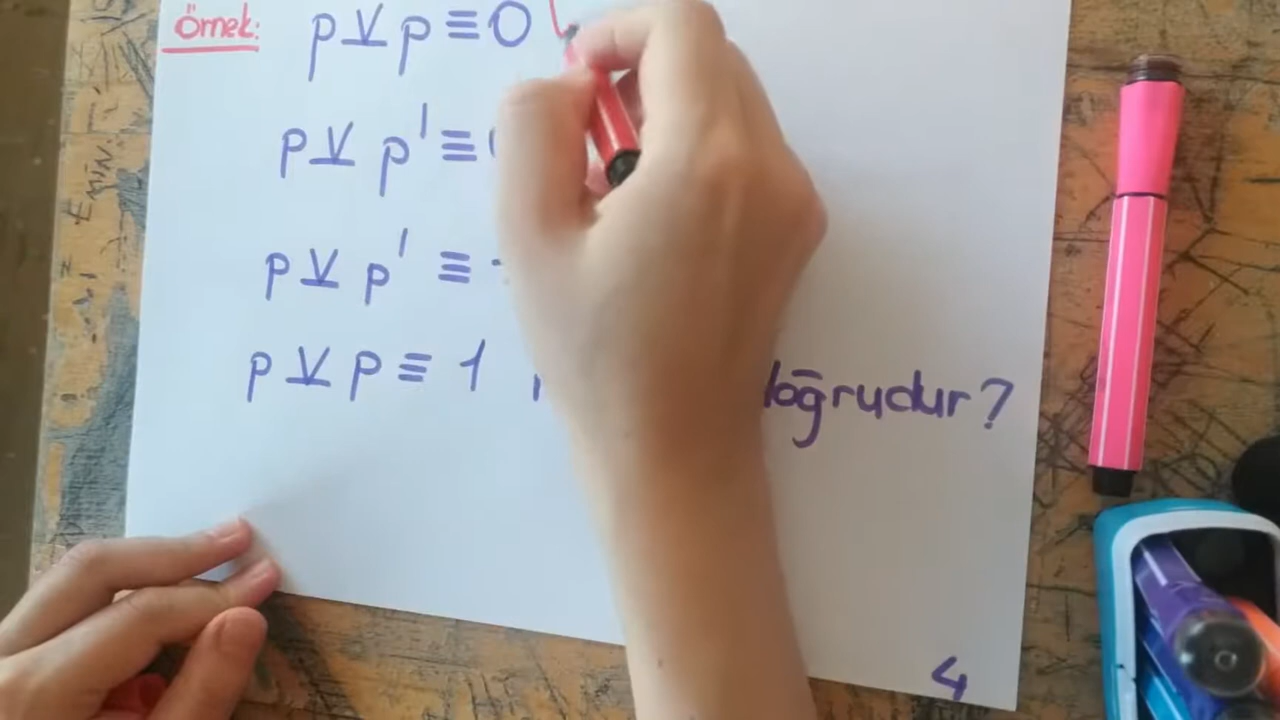 Örnek: p ⊻ p ≡ 0
p ⊻ p' ≡
p ⊻ p' ≡
p ⊻ p ≡ 1 doğrudur?
4